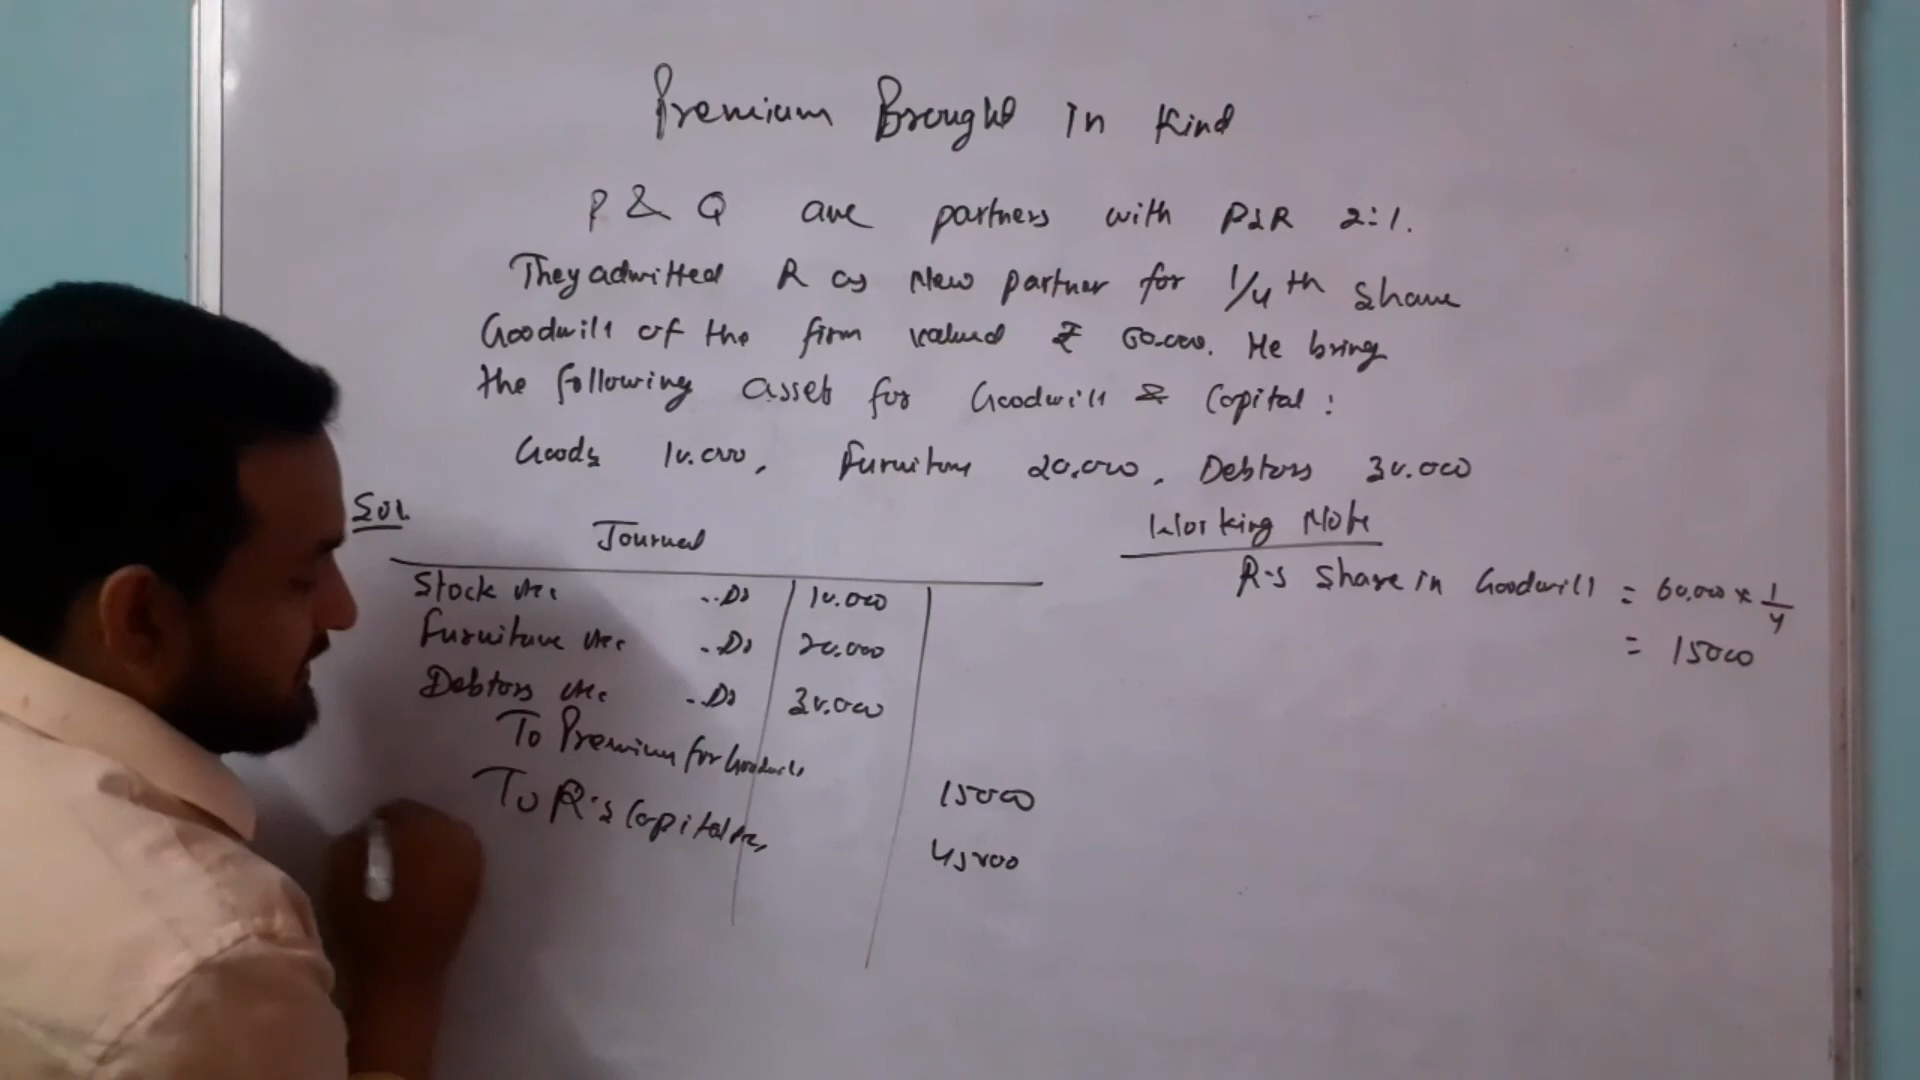 Premium Brought in Kind
P & Q are partners with PSR 2:1.
They admitted R as New partner for 1/4th Share
Goodwill of the firm valued ₹ 60.000. He bring
the following assets for Goodwill & Capital:
Goods 10.000, Furniture 20,000, Debtors 30.000
Sol.
Journal
Working Note
R's Share in Goodwill = 60.000 × 1/4
= 15000
Stock A/c ..Dr 10.000
Furniture A/c ..Dr 20.000
Debtors A/c ..Dr 30.000
To Premium for Goodwill 15000
To R's Capital A/c 45000